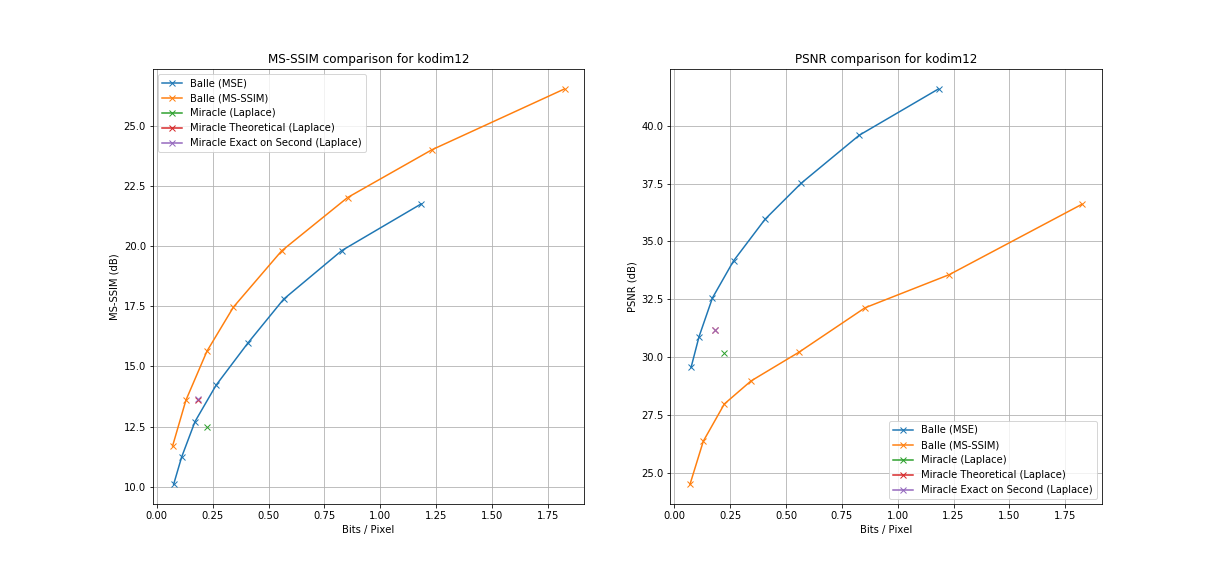 MS-SSIM comparison for kodim12
MS-SSIM (dB)
25.0
22.5
20.0
17.5
15.0
12.5
10.0
Balle (MSE)
Balle (MS-SSIM)
Miracle (Laplace)
Miracle Theoretical (Laplace)
Miracle Exact on Second (Laplace)
0.00 0.25 0.50 0.75 1.00 1.25 1.50 1.75
Bits / Pixel
PSNR comparison for kodim12
PSNR (dB)
40.0
37.5
35.0
32.5
30.0
27.5
25.0
Balle (MSE)
Balle (MS-SSIM)
Miracle (Laplace)
Miracle Theoretical (Laplace)
Miracle Exact on Second (Laplace)
0.00 0.25 0.50 0.75 1.00 1.25 1.50 1.75
Bits / Pixel